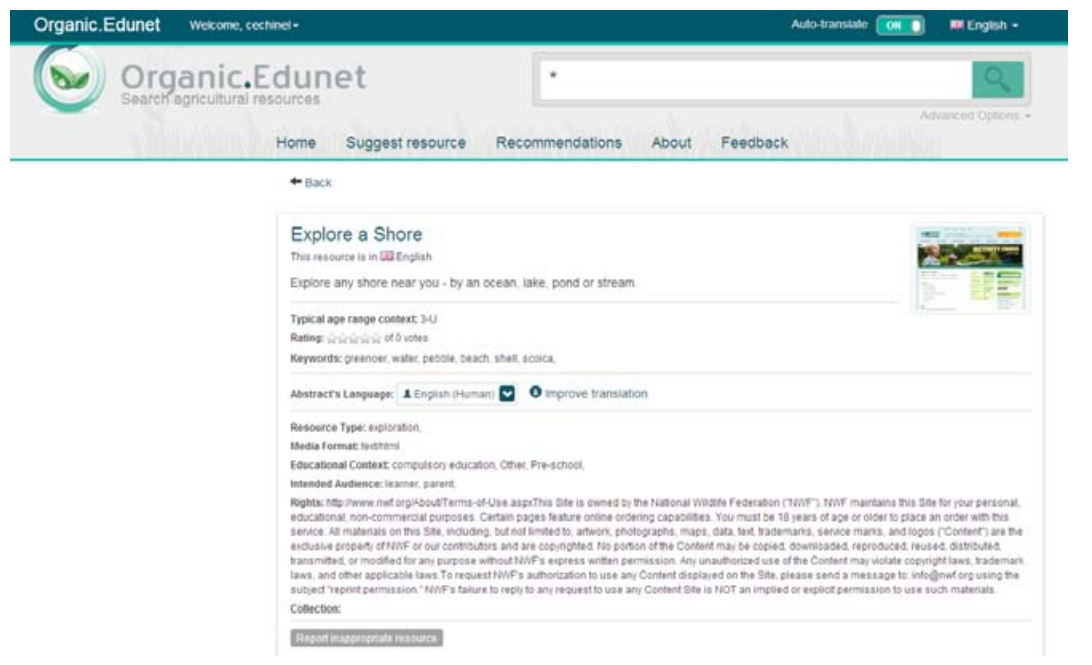 Organic.Edunet Welcome, cechinel Auto-translate ON English
Organic.Edunet
Search agricultural resources
*
Advanced Options
Home Suggest resource Recommendations About Feedback
Back
Explore a Shore
This resource is in English
Explore any shore near you - by an ocean, lake, pond or stream.
Typical age range context: 3-U
Rating: of 0 votes
Keywords: greenoer, water, pebble, beach, shell, scoica,
Abstract's Language: English (Human) Improve translation
Resource Type: exploration,
Media Format: text/html
Educational Context: compulsory education, Other, Pre-school,
Intended Audience: learner, parent,
Rights: http://www.nwf.org/About/Terms-of-Use.aspxThis Site is owned by the National Wildlife Federation ("NWF"). NWF maintains this Site for your personal,
educational, non-commercial purposes. Certain pages feature online ordering capabilities. You must be 18 years of age or older to place an order with this
service. All materials on this Site, including, but not limited to, artwork, photographs, maps, data, text, trademarks, service marks, and logos ("Content") are the
exclusive property of NWF or our contributors and are copyrighted. No portion of the Content may be copied, downloaded, reproduced, reused, distributed,
transmitted, or modified for any purpose without NWF's express written permission. Any unauthorized use of the Content may violate copyright laws, trademark
laws, and other applicable laws.To request NWF's authorization to use any Content displayed on the Site, please send a message to: info@nwf.org using the
subject "reprint permission." NWF's failure to reply to any request to use any Content Site is NOT an implied or explicit permission to use such materials.
Collection:
Report inappropriate resource